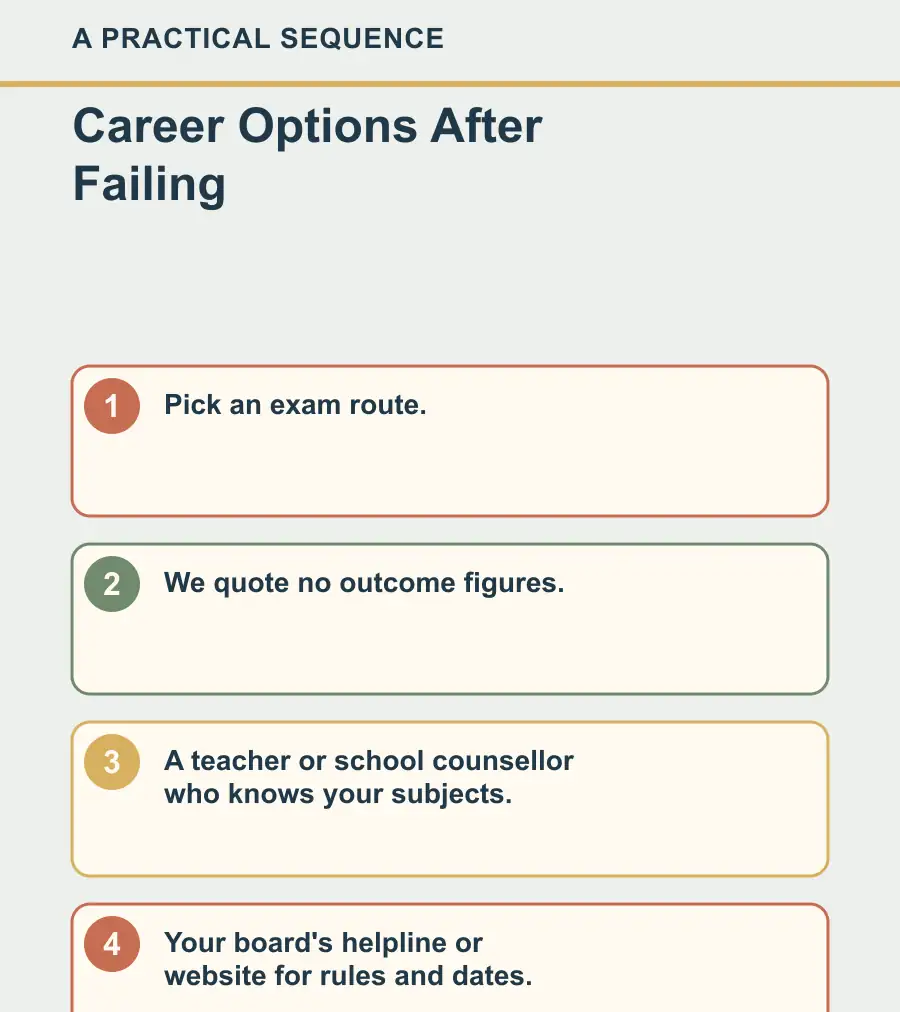 A PRACTICAL SEQUENCE
Career Options After
Failing
1
Pick an exam route.
2
We quote no outcome figures.
3
A teacher or school counsellor
who knows your subjects.
4
Your board's helpline or
website for rules and dates.